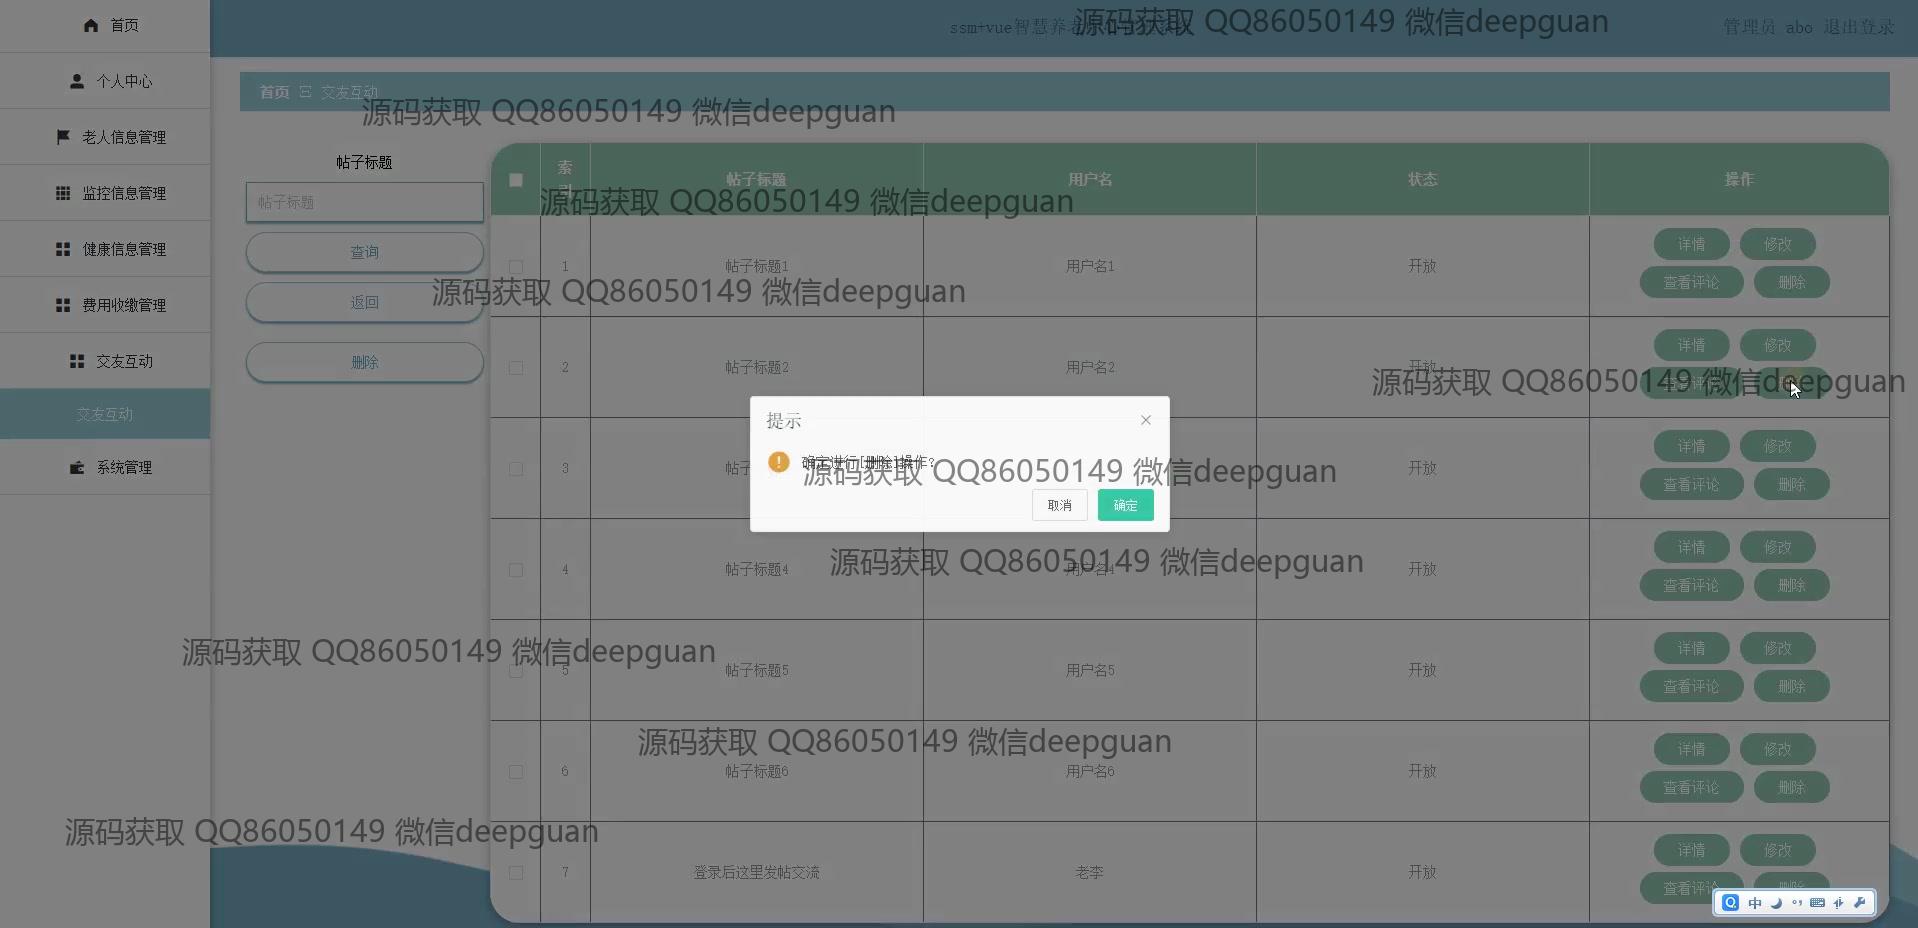 首页
个人中心
老人信息管理
监控信息管理
健康信息管理
费用收缴管理
交友互动
交友互动
系统管理
ssm+vue智慧养老
管理员 abo 退出登录
源码获取 QQ86050149 微信deepguan
首页 交友互动
源码获取 QQ86050149 微信deepguan
帖子标题
帖子标题
查询
返回
删除
索引 帖子标题 用户名 状态 操作
源码获取 QQ86050149 微信deepguan
1 帖子标题1 用户名1 开放 详情 修改
查看评论 删除
源码获取 QQ86050149 微信deepguan
2 帖子标题2 用户名2 开放 详情 修改
查看评论
源码获取 QQ86050149 微信deepguan
提示
确定进行[删除]操作?
取消 确定
源码获取 QQ86050149 微信deepguan
3 帖子 开放 详情 修改
查看评论 删除
4 帖子标题4 用户名4 开放 详情 修改
查看评论 删除
源码获取 QQ86050149 微信deepguan
5 帖子标题5 用户名5 开放 详情 修改
查看评论 删除
源码获取 QQ86050149 微信deepguan
6 帖子标题6 用户名6 开放 详情 修改
查看评论 删除
源码获取 QQ86050149 微信deepguan
7 登录后这里发帖交流 老李 开放 详情 修改
查看评论 删除
源码获取 QQ86050149 微信deepguan
中